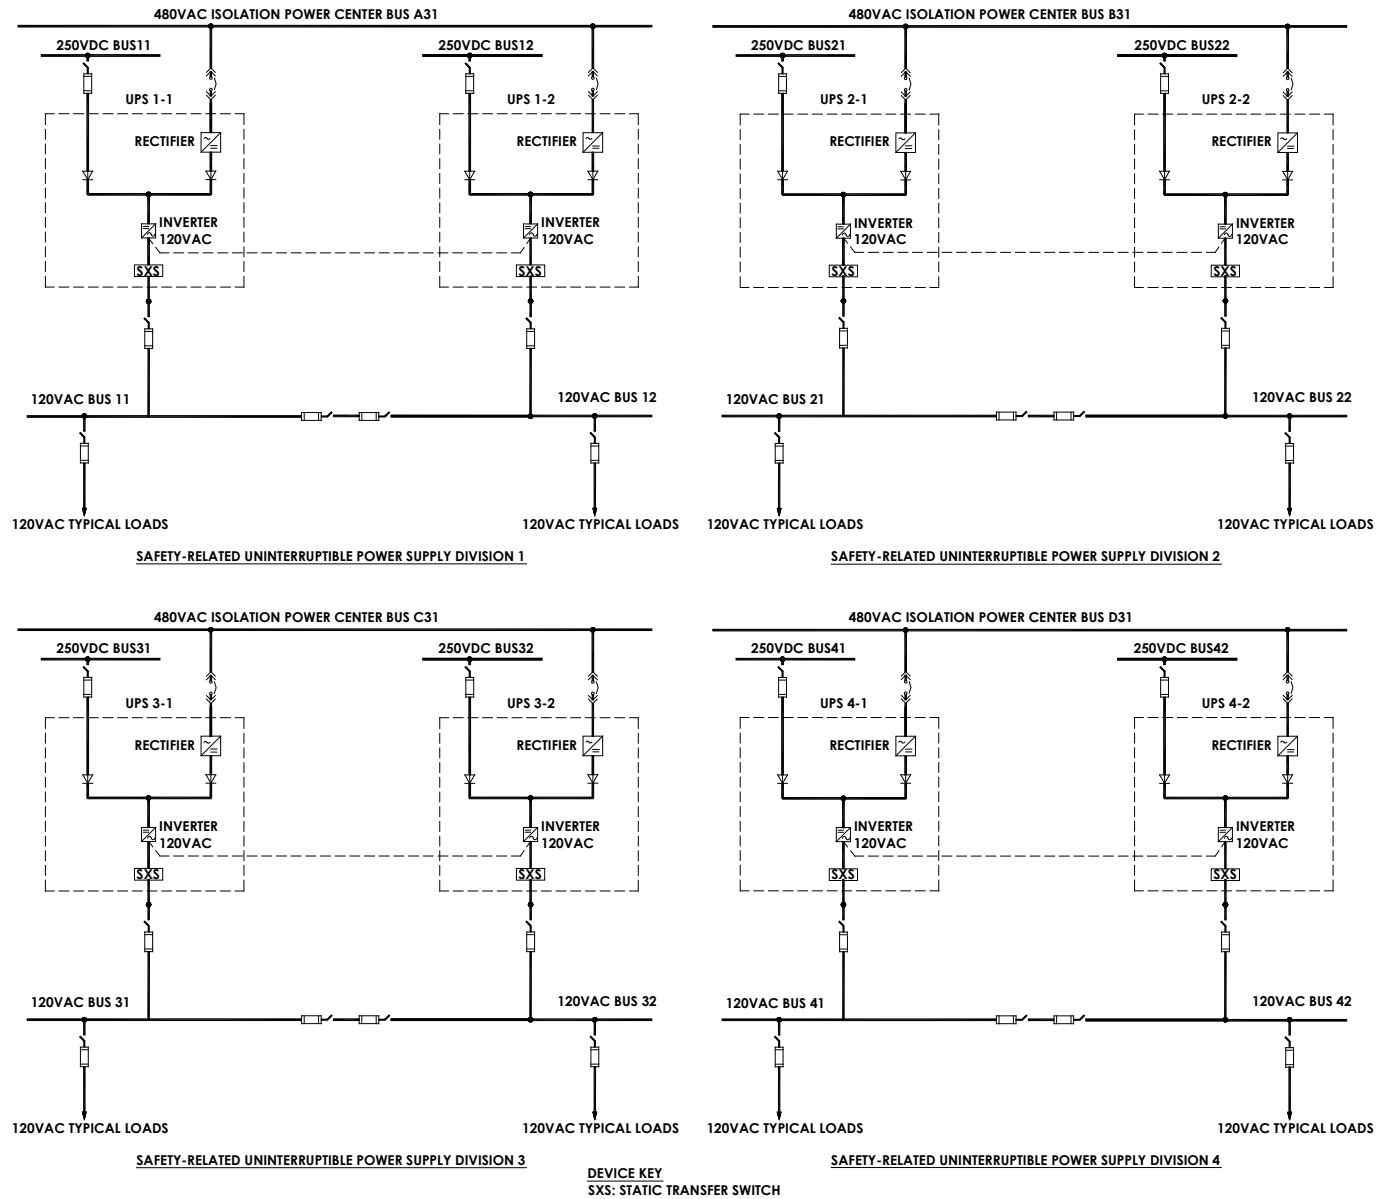 480VAC ISOLATION POWER CENTER BUS A31
250VDC BUS11
250VDC BUS12
UPS 1-1
UPS 1-2
RECTIFIER
RECTIFIER
INVERTER
120VAC
INVERTER
120VAC
SXS
SXS
120VAC BUS 11
120VAC BUS 12
120VAC TYPICAL LOADS
120VAC TYPICAL LOADS
SAFETY-RELATED UNINTERRUPTIBLE POWER SUPPLY DIVISION 1
480VAC ISOLATION POWER CENTER BUS B31
250VDC BUS21
250VDC BUS22
UPS 2-1
UPS 2-2
RECTIFIER
RECTIFIER
INVERTER
120VAC
INVERTER
120VAC
SXS
SXS
120VAC BUS 21
120VAC BUS 22
120VAC TYPICAL LOADS
120VAC TYPICAL LOADS
SAFETY-RELATED UNINTERRUPTIBLE POWER SUPPLY DIVISION 2
480VAC ISOLATION POWER CENTER BUS C31
250VDC BUS31
250VDC BUS32
UPS 3-1
UPS 3-2
RECTIFIER
RECTIFIER
INVERTER
120VAC
INVERTER
120VAC
SXS
SXS
120VAC BUS 31
120VAC BUS 32
120VAC TYPICAL LOADS
120VAC TYPICAL LOADS
SAFETY-RELATED UNINTERRUPTIBLE POWER SUPPLY DIVISION 3
480VAC ISOLATION POWER CENTER BUS D31
250VDC BUS41
250VDC BUS42
UPS 4-1
UPS 4-2
RECTIFIER
RECTIFIER
INVERTER
120VAC
INVERTER
120VAC
SXS
SXS
120VAC BUS 41
120VAC BUS 42
120VAC TYPICAL LOADS
120VAC TYPICAL LOADS
SAFETY-RELATED UNINTERRUPTIBLE POWER SUPPLY DIVISION 4
DEVICE KEY
SXS: STATIC TRANSFER SWITCH